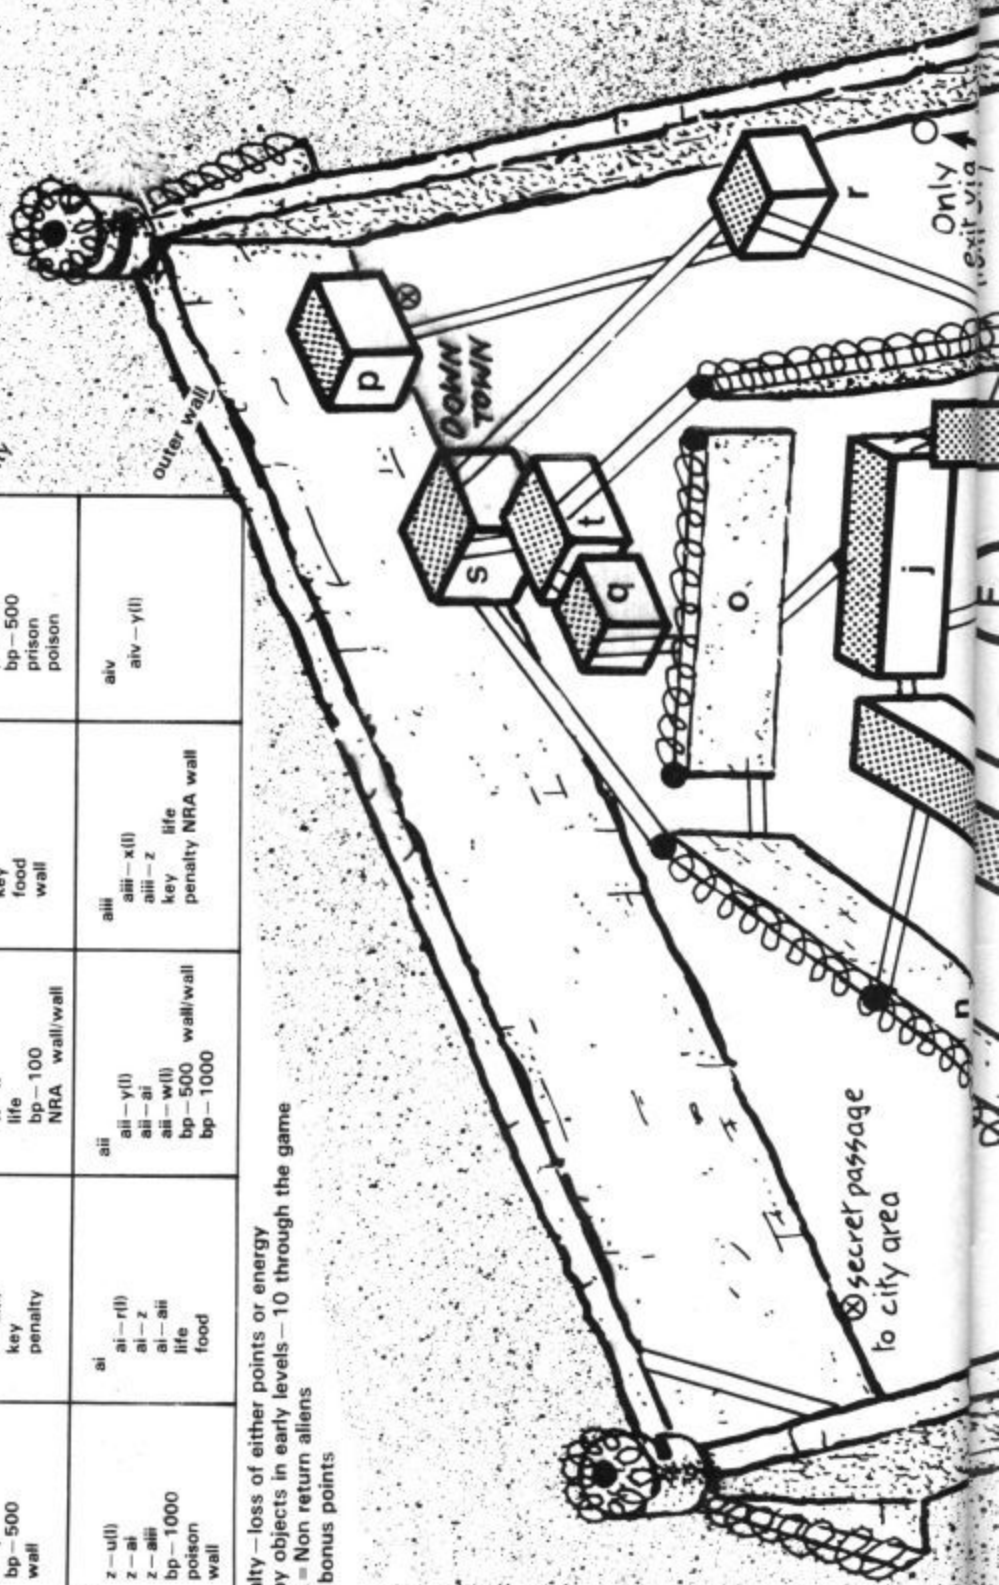 bp—500
wall
key
penalty
life
bp—100
NRA wall/wall
key
food
wall
bp—500
prison
poison
z—u(l)
z—ai
z—aiii
bp—1000
poison
wall
ai
ai—r(l)
ai—z
ai—aii
life
food
aii
aii—y(l)
aii—ai
aii—w(l)
bp—500 wall/wall
bp—1000
aiii
aiii—x(l)
aiii—z
key life
penalty NRA wall
aiv
aiv—y(l)
loss of either points or energy
objects in early levels—10 through the game
= Non return aliens
bonus points
outer wall
p
⊗
DOWN
TOWN
r
s
t
q
o
j
n
Only
exit via
⊗ secret passage
to city area